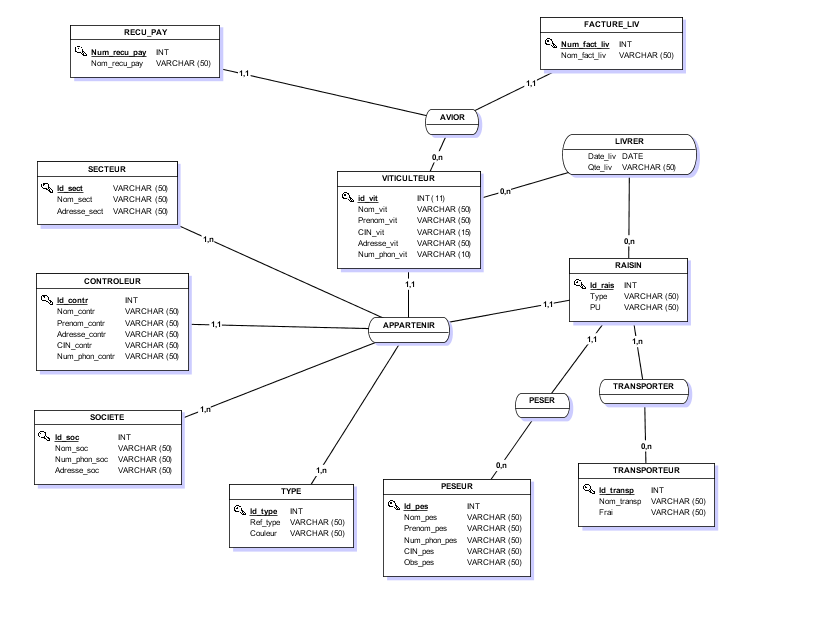 RECU_PAY
Num_recu_pay INT
Nom_recu_pay VARCHAR (50)
FACTURE_LIV
Num_fact_liv INT
Nom_fact_liv VARCHAR (50)
1,1
1,1
AVIOR
0,n
LIVRER
Date_liv DATE
Qte_liv VARCHAR (50)
SECTEUR
Id_sect VARCHAR (50)
Nom_sect VARCHAR (50)
Adresse_sect VARCHAR (50)
VITICULTEUR
id_vit INT( 11)
Nom_vit VARCHAR (50)
Prenom_vit VARCHAR (50)
CIN_vit VARCHAR (15)
Adresse_vit VARCHAR (50)
Num_phon_vit VARCHAR (10)
0,n
0,n
1,n
1,1
RAISIN
Id_rais INT
Type VARCHAR (50)
PU VARCHAR (50)
CONTROLEUR
Id_contr INT
Nom_contr VARCHAR (50)
Prenom_contr VARCHAR (50)
Adresse_contr VARCHAR (50)
CIN_contr VARCHAR (50)
Num_phon_contr VARCHAR (50)
1,1
APPARTENIR
1,1
1,1
1,n
PESER
TRANSPORTER
SOCIETE
Id_soc INT
Nom_soc VARCHAR (50)
Num_phon_soc VARCHAR (50)
Adresse_soc VARCHAR (50)
1,n
1,n
0,n
0,n
TYPE
Id_type INT
Ref_type VARCHAR (50)
Couleur VARCHAR (50)
PESEUR
Id_pes INT
Nom_pes VARCHAR (50)
Prenom_pes VARCHAR (50)
Num_phon_pes VARCHAR (50)
CIN_pes VARCHAR (50)
Obs_pes VARCHAR (50)
TRANSPORTEUR
Id_transp INT
Nom_transp VARCHAR (50)
Frai VARCHAR (50)